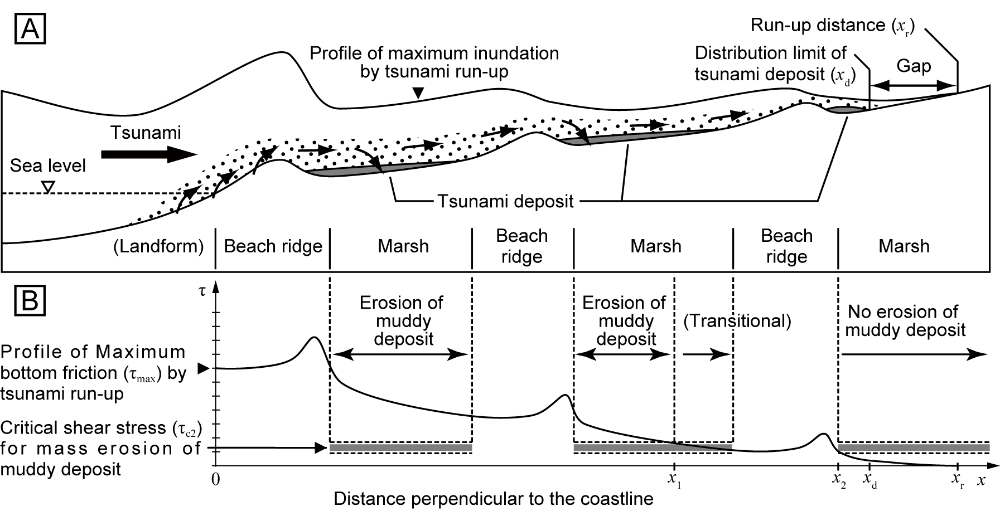 A
Run-up distance (xr)
Profile of maximum inundation
by tsunami run-up
Distribution limit of
tsunami deposit (xd)
Gap
Tsunami
Sea level
Tsunami deposit
(Landform)
Beach ridge
Marsh
Beach
ridge
Marsh
Beach
ridge
Marsh
B
τ
Erosion of
muddy
deposit
Erosion of
muddy
deposit
(Transitional)
No erosion of
muddy deposit
Profile of Maximum
bottom friction (τmax) by
tsunami run-up
Critical shear stress (τc2)
for mass erosion of
muddy deposit
0
x1
x2
xd
xr
x
Distance perpendicular to the coastline